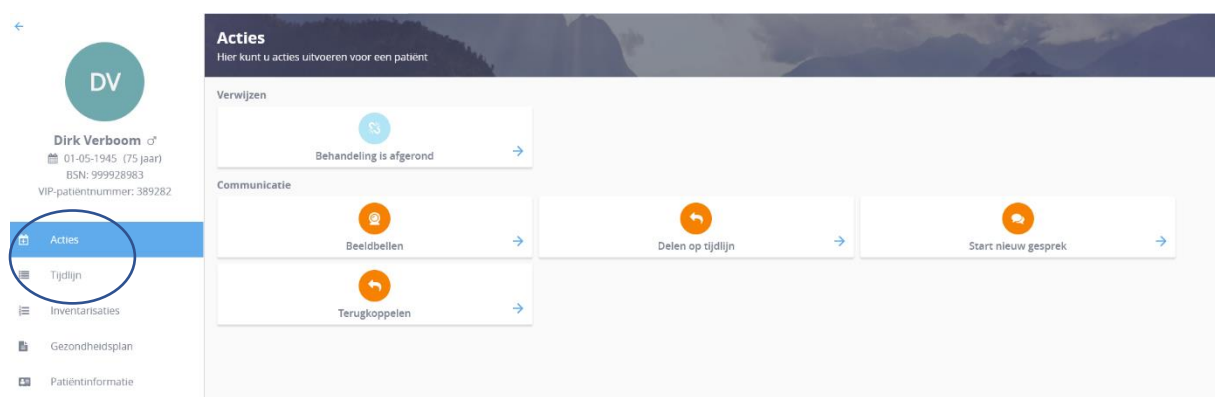 DV
Dirk Verboom ♂
01-05-1945 (75 jaar)
BSN: 999928983
VIP-patiëntnummer: 389282
Acties
Tijdlijn
Inventarisaties
Gezondheidsplan
Patiëntinformatie
Acties
Hier kunt u acties uitvoeren voor een patiënt
Verwijzen
Behandeling is afgerond
Communicatie
Beeldbellen
Delen op tijdlijn
Start nieuw gesprek
Terugkoppelen